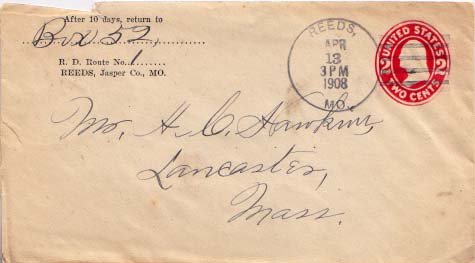 After 10 days, return to
Box 52,
R. D. Route No. 1
REEDS, Jasper Co., MO.
REEDS,
APR
13
3 PM
1908
MO.
UNITED STATES
2 2
TWO CENTS
Mr. H. C. Hawkins,
Lancaster,
Mass.